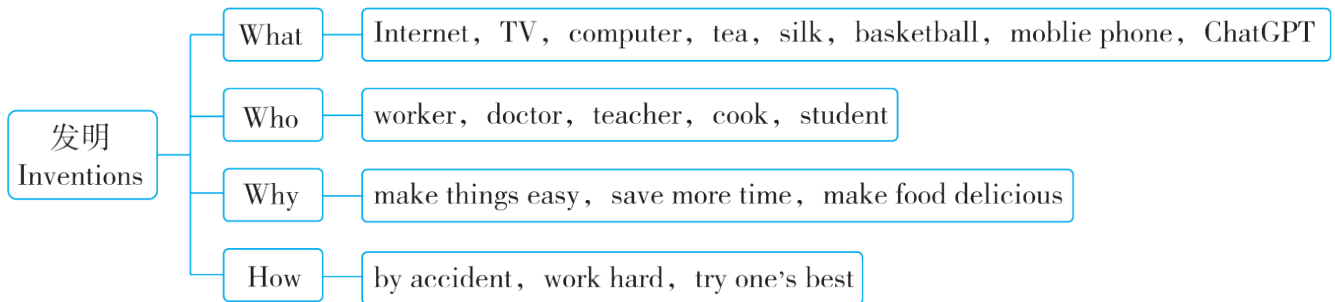 What
Internet, TV, computer, tea, silk, basketball, moblie phone, ChatGPT
Who
worker, doctor, teacher, cook, student
发明
Inventions
Why
make things easy, save more time, make food delicious
How
by accident, work hard, try one's best